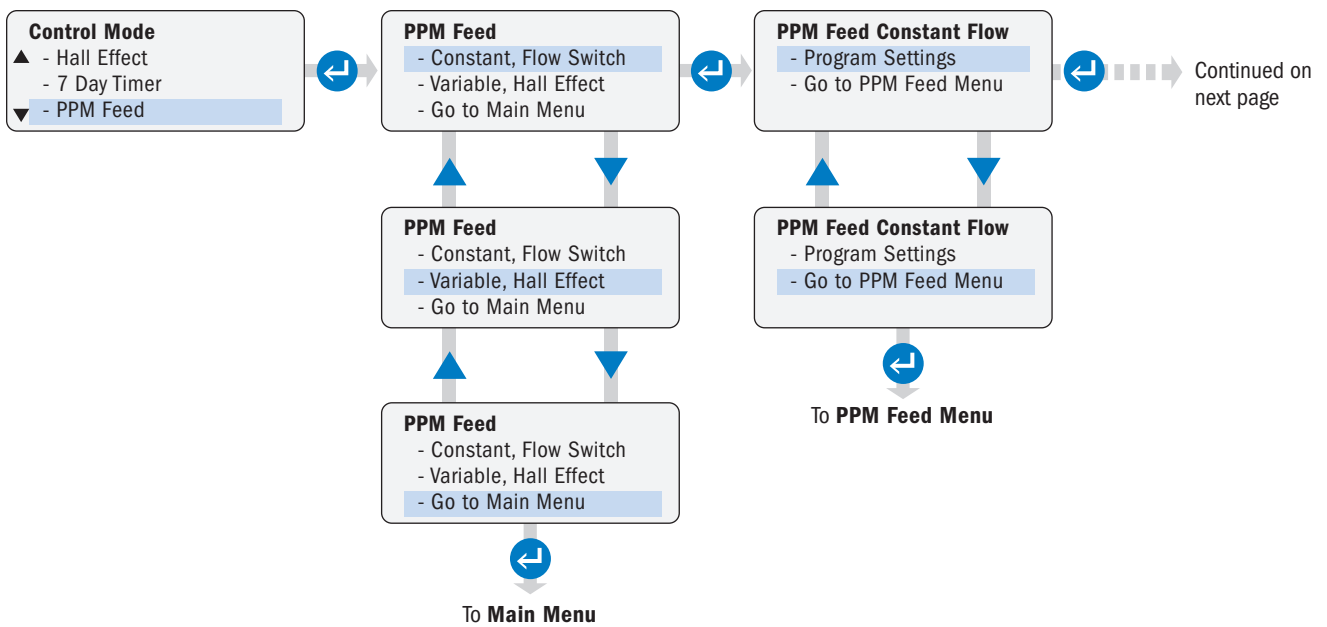 Control Mode
- Hall Effect
- 7 Day Timer
- PPM Feed
PPM Feed
- Constant, Flow Switch
- Variable, Hall Effect
- Go to Main Menu
PPM Feed Constant Flow
- Program Settings
- Go to PPM Feed Menu
Continued on
next page
PPM Feed
- Constant, Flow Switch
- Variable, Hall Effect
- Go to Main Menu
PPM Feed Constant Flow
- Program Settings
- Go to PPM Feed Menu
To PPM Feed Menu
PPM Feed
- Constant, Flow Switch
- Variable, Hall Effect
- Go to Main Menu
To Main Menu